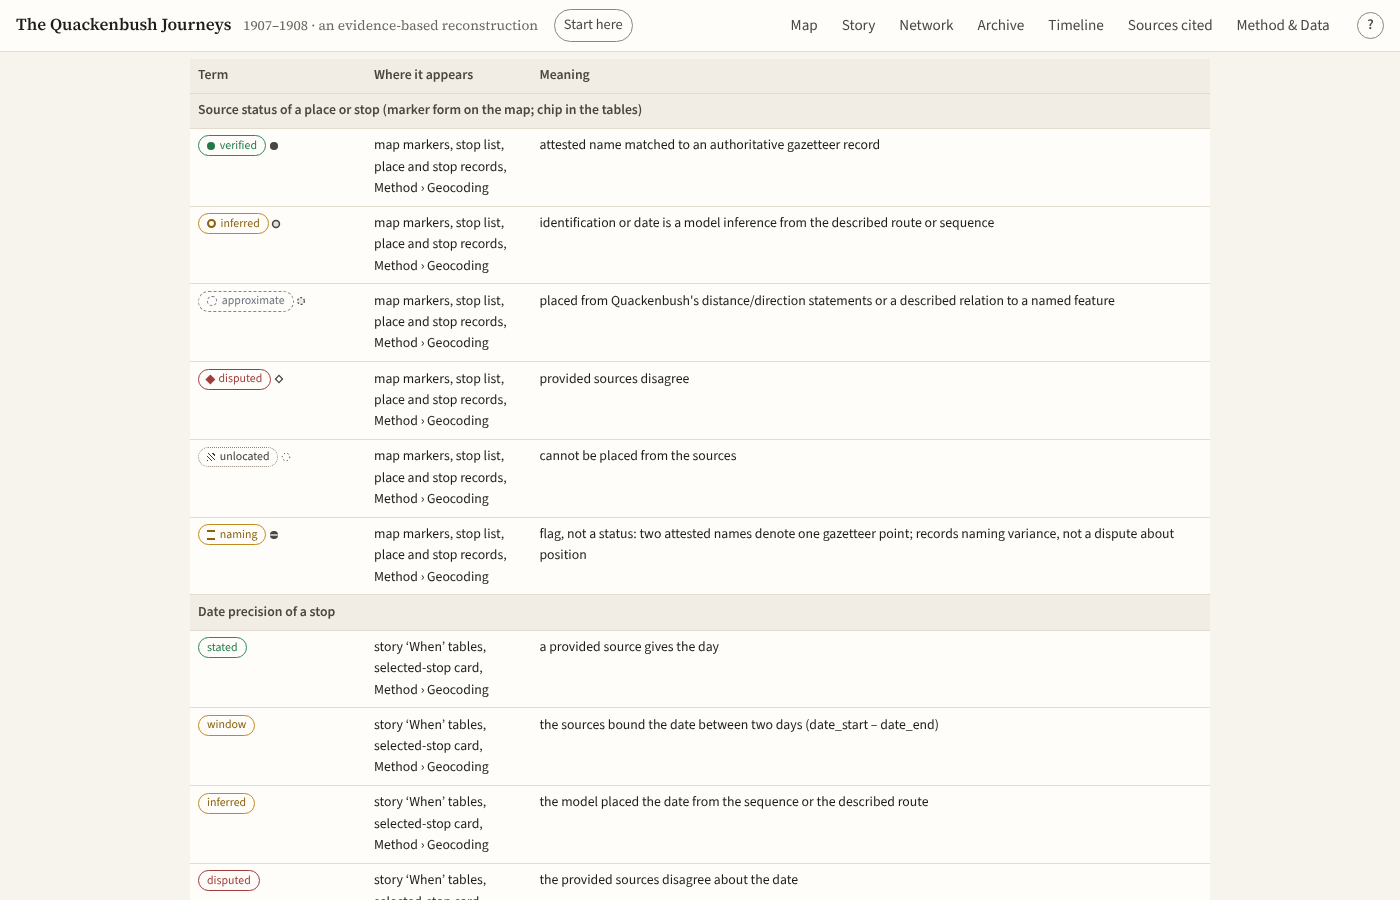 The Quackenbush Journeys 1907–1908 · an evidence-based reconstruction Start here Map Story Network Archive Timeline Sources cited Method & Data ?
Term Where it appears Meaning
Source status of a place or stop (marker form on the map; chip in the tables)
verified map markers, stop list, attested name matched to an authoritative gazetteer record
place and stop records,
Method › Geocoding
inferred map markers, stop list, identification or date is a model inference from the described route or sequence
place and stop records,
Method › Geocoding
approximate map markers, stop list, placed from Quackenbush's distance/direction statements or a described relation to a named feature
place and stop records,
Method › Geocoding
disputed map markers, stop list, provided sources disagree
place and stop records,
Method › Geocoding
unlocated map markers, stop list, cannot be placed from the sources
place and stop records,
Method › Geocoding
naming map markers, stop list, flag, not a status: two attested names denote one gazetteer point; records naming variance, not a dispute about
place and stop records, position
Method › Geocoding
Date precision of a stop
stated story ‘When’ tables, a provided source gives the day
selected-stop card,
Method › Geocoding
window story ‘When’ tables, the sources bound the date between two days (date_start – date_end)
selected-stop card,
Method › Geocoding
inferred story ‘When’ tables, the model placed the date from the sequence or the described route
selected-stop card,
Method › Geocoding
disputed story ‘When’ tables, the provided sources disagree about the date